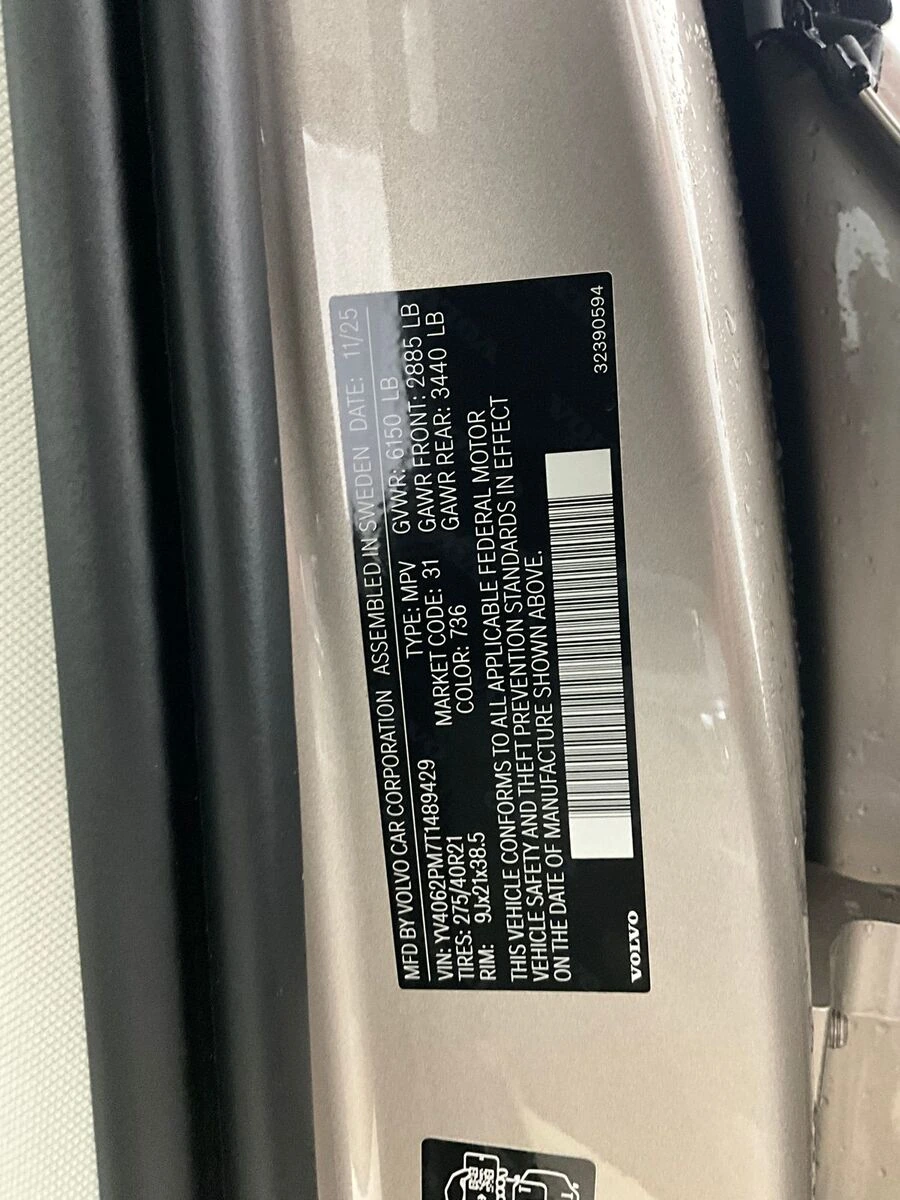 MFD BY VOLVO CAR CORPORATION ASSEMBLED IN SWEDEN DATE: 11/25
VIN: YV4062PM7T1489429 TYPE: MPV GVWR: 6150 LB
TIRES: 275/40R21 MARKET CODE: 31 GAWR FRONT: 2885 LB
RIM: 9Jx21x38.5 COLOR: 736 GAWR REAR: 3440 LB
THIS VEHICLE CONFORMS TO ALL APPLICABLE FEDERAL MOTOR
VEHICLE SAFETY AND THEFT PREVENTION STANDARDS IN EFFECT
ON THE DATE OF MANUFACTURE SHOWN ABOVE.
VOLVO 32390594